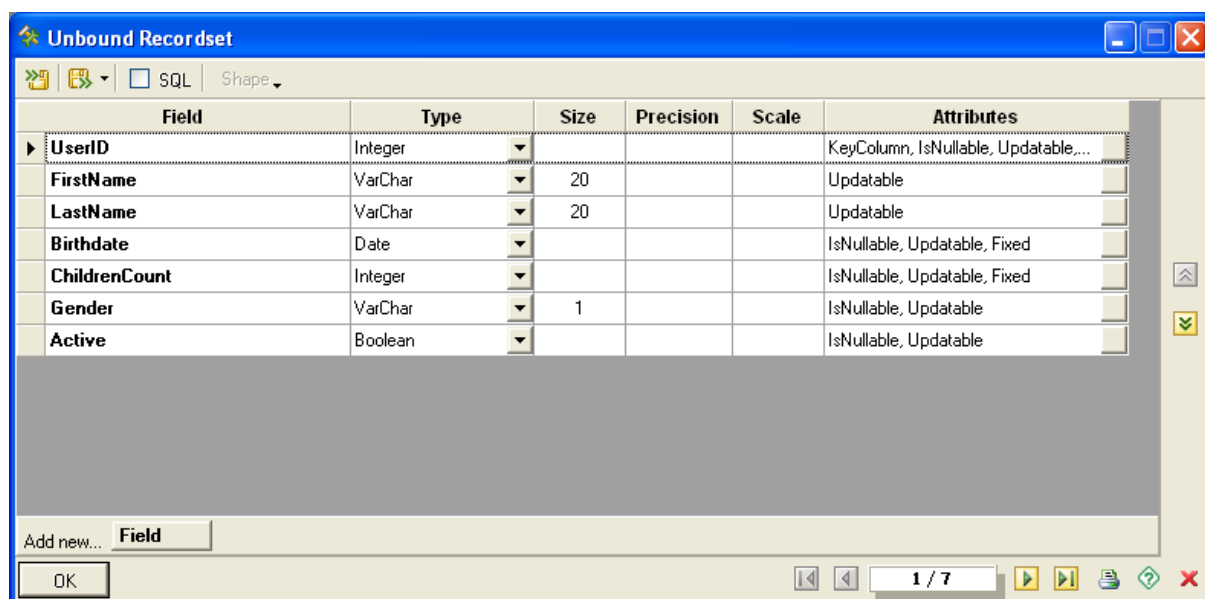 Unbound Recordset
SQL Shape
Field Type Size Precision Scale Attributes
UserID Integer KeyColumn, IsNullable, Updatable,...
FirstName VarChar 20 Updatable
LastName VarChar 20 Updatable
Birthdate Date IsNullable, Updatable, Fixed
ChildrenCount Integer IsNullable, Updatable, Fixed
Gender VarChar 1 IsNullable, Updatable
Active Boolean IsNullable, Updatable
Add new... Field
OK 1 / 7